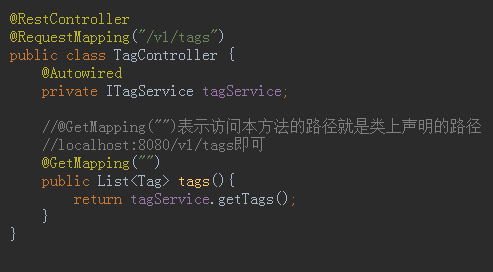 @RestController
@RequestMapping("/v1/tags")
public class TagController {
    @Autowired
    private ITagService tagService;

    //@GetMapping("")表示访问本方法的路径就是类上声明的路径
    //localhost:8080/v1/tags即可
    @GetMapping("")
    public List<Tag> tags(){
        return tagService.getTags();
    }
}